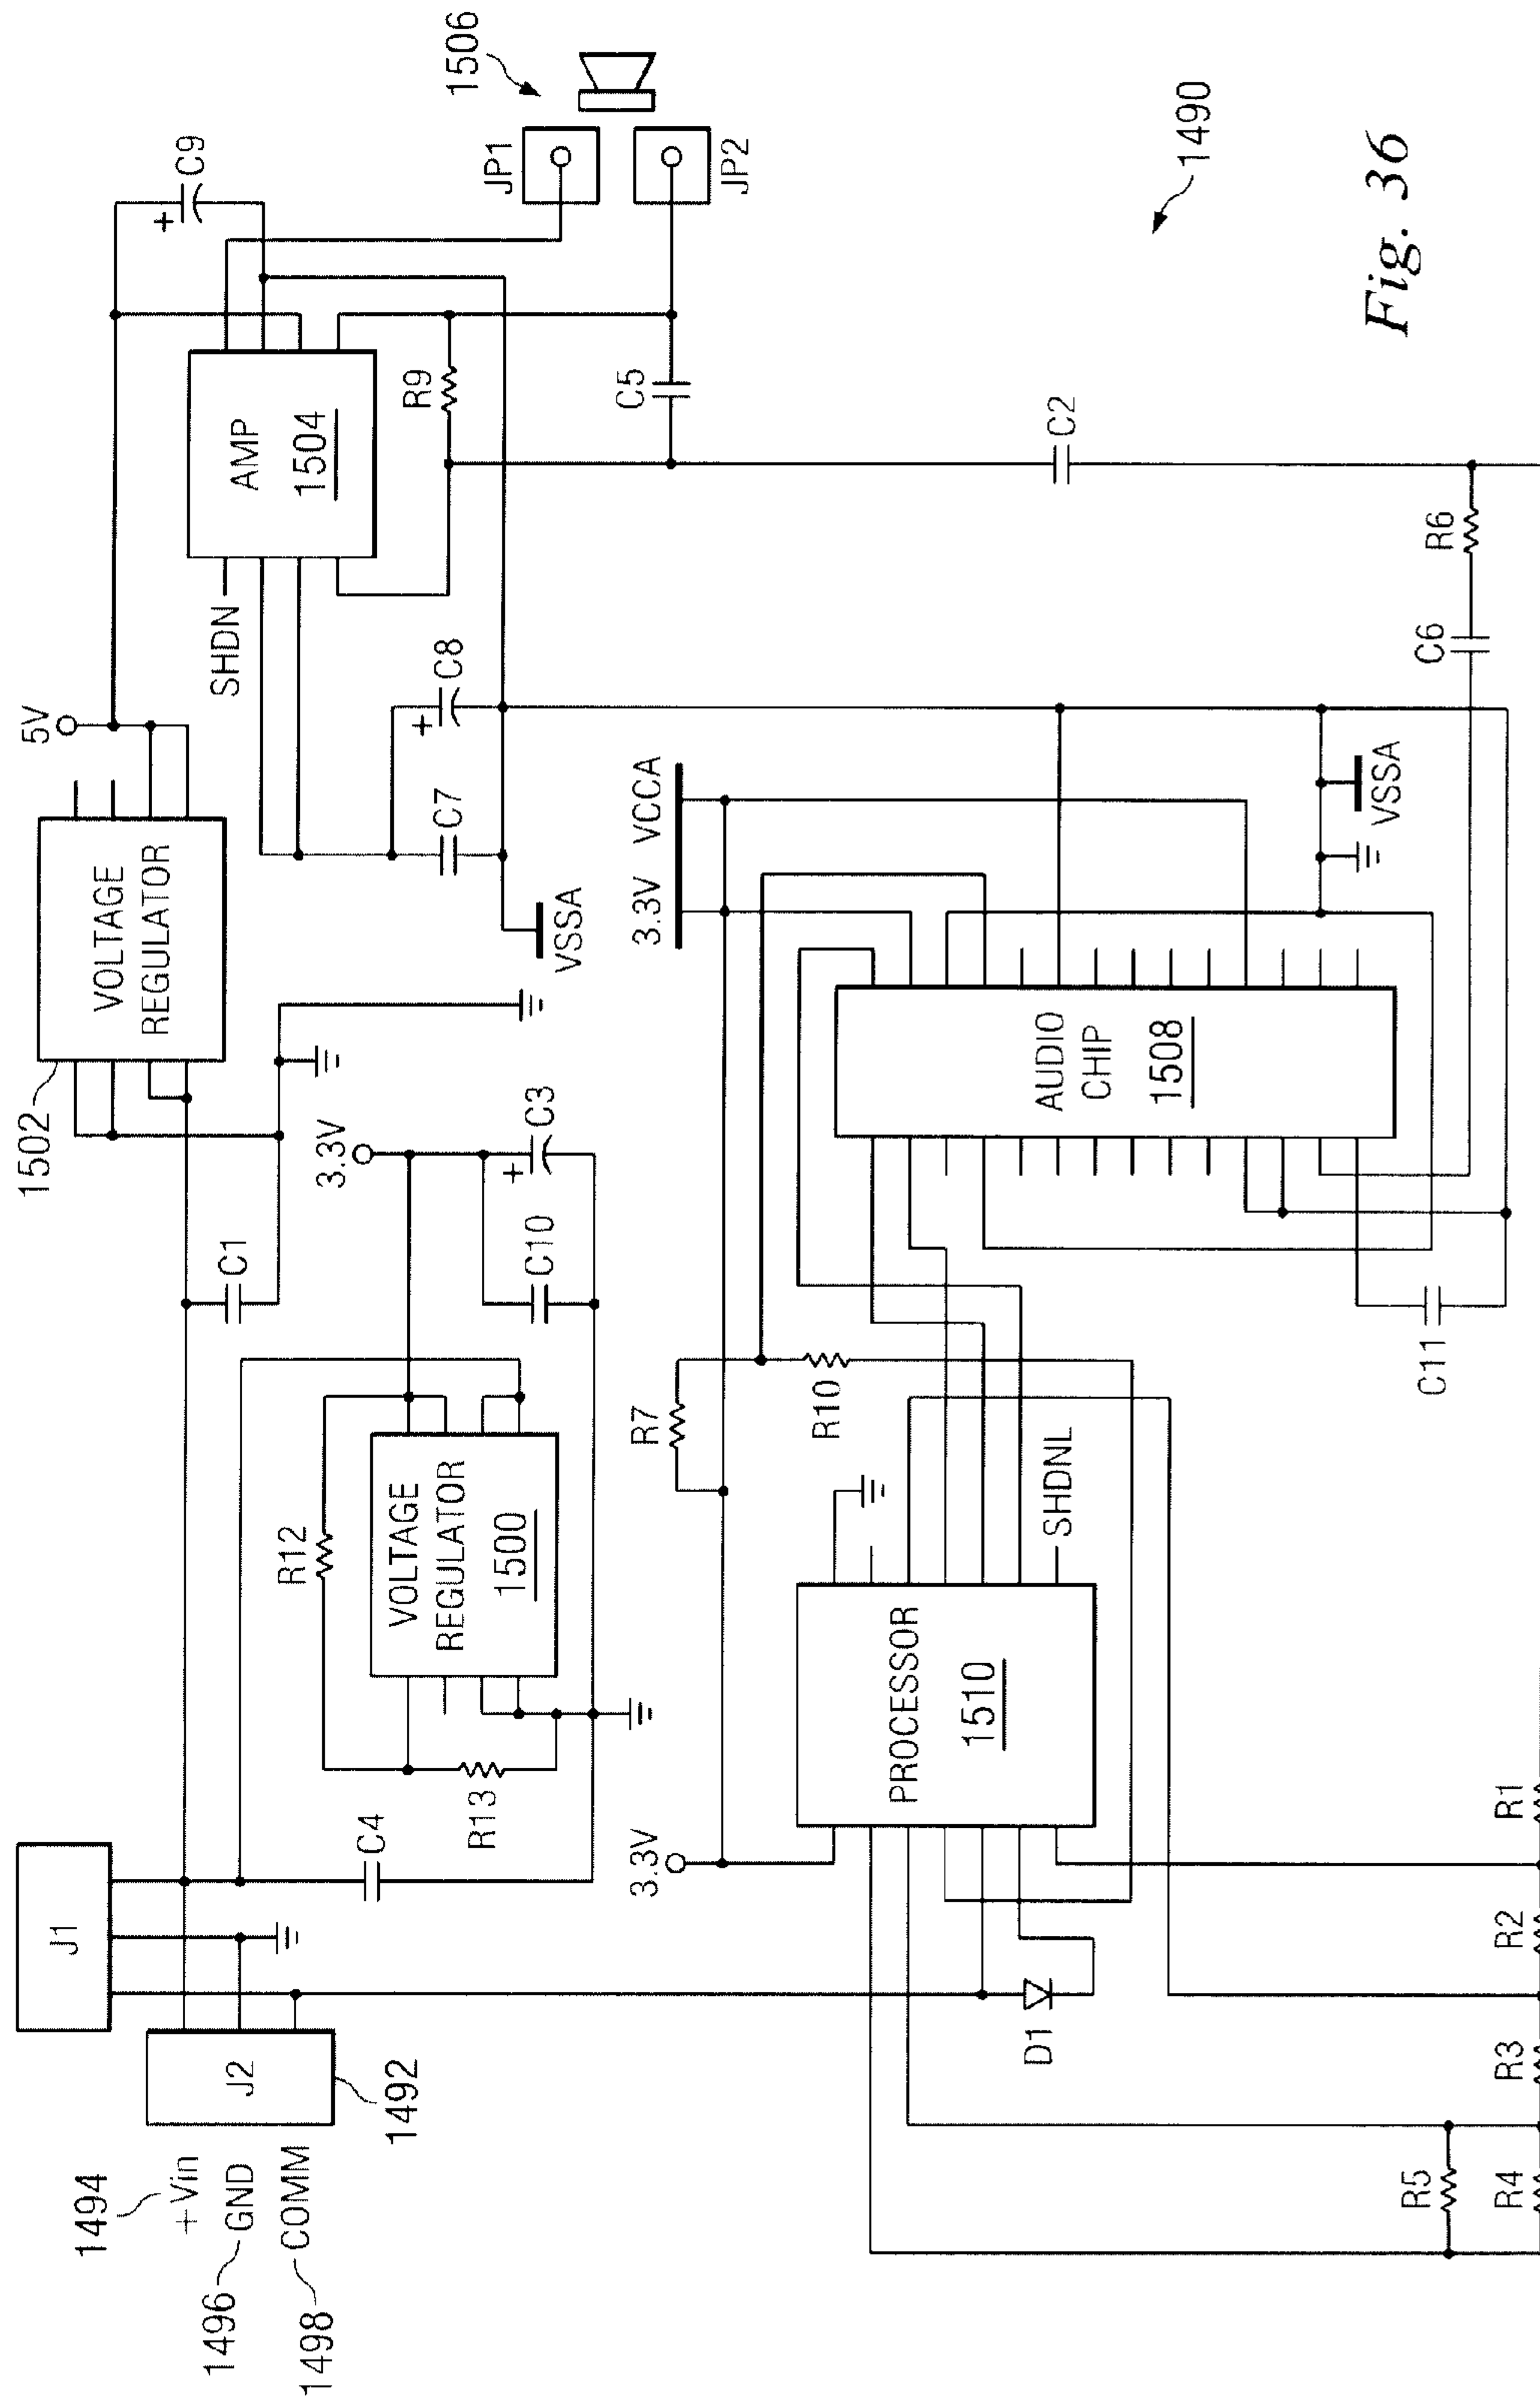 1494
+Vin
1496
GND
1498
COMM
J2
1492
J1
C4
R12
R13
VOLTAGE
REGULATOR
1500
C1
1502
VOLTAGE
REGULATOR
5V
3.3V
C10
+
C3
VSSA
C7
+
C8
SHDN
AMP
1504
R9
C5
+
C9
JP1
JP2
1506
3.3V
R7
R10
PROCESSOR
1510
SHDNL
D1
3.3V VCCA
AUDIO
CHIP
1508
VSSA
C11
C6
R6
C2
R5
R4
R3
R2
R1
1490
Fig. 36